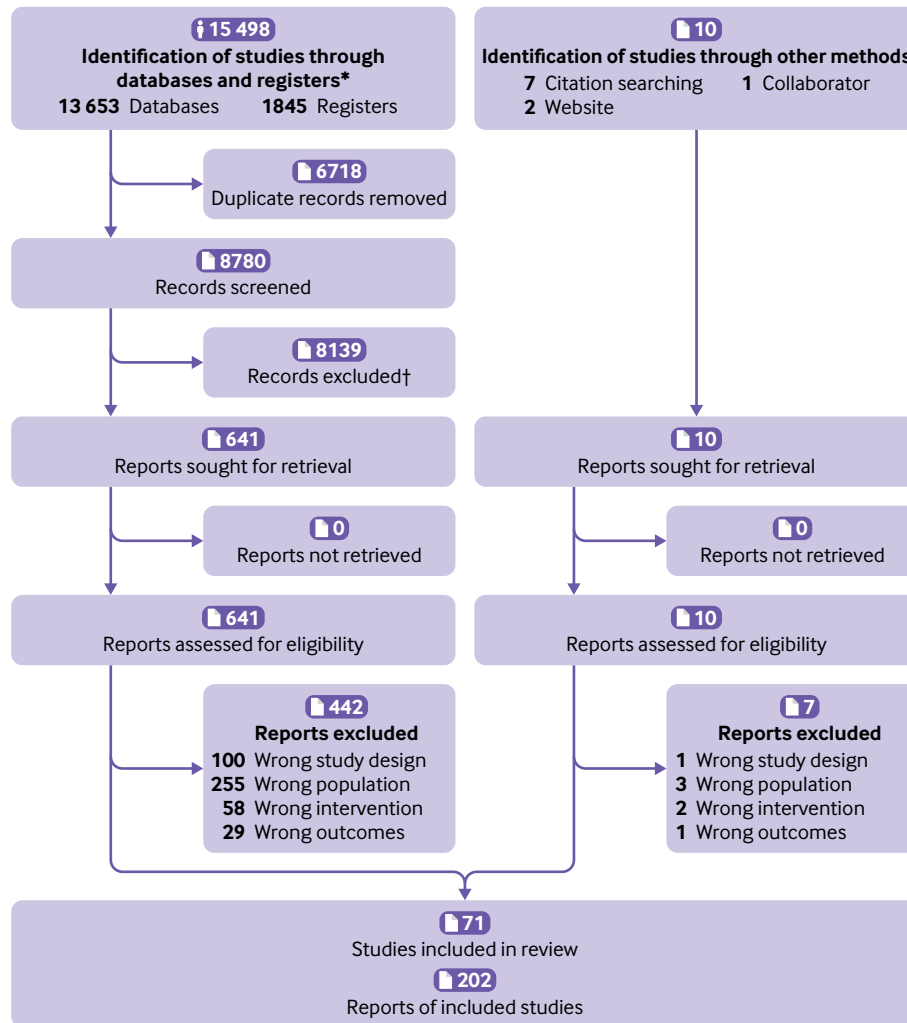 15 498
Identification of studies through
databases and registers*
13 653 Databases 1845 Registers
6718
Duplicate records removed
8780
Records screened
8139
Records excluded†
641
Reports sought for retrieval
0
Reports not retrieved
641
Reports assessed for eligibility
442
Reports excluded
100 Wrong study design
255 Wrong population
58 Wrong intervention
29 Wrong outcomes
10
Identification of studies through other methods
7 Citation searching 1 Collaborator
2 Website
10
Reports sought for retrieval
0
Reports not retrieved
10
Reports assessed for eligibility
7
Reports excluded
1 Wrong study design
3 Wrong population
2 Wrong intervention
1 Wrong outcomes
71
Studies included in review
202
Reports of included studies